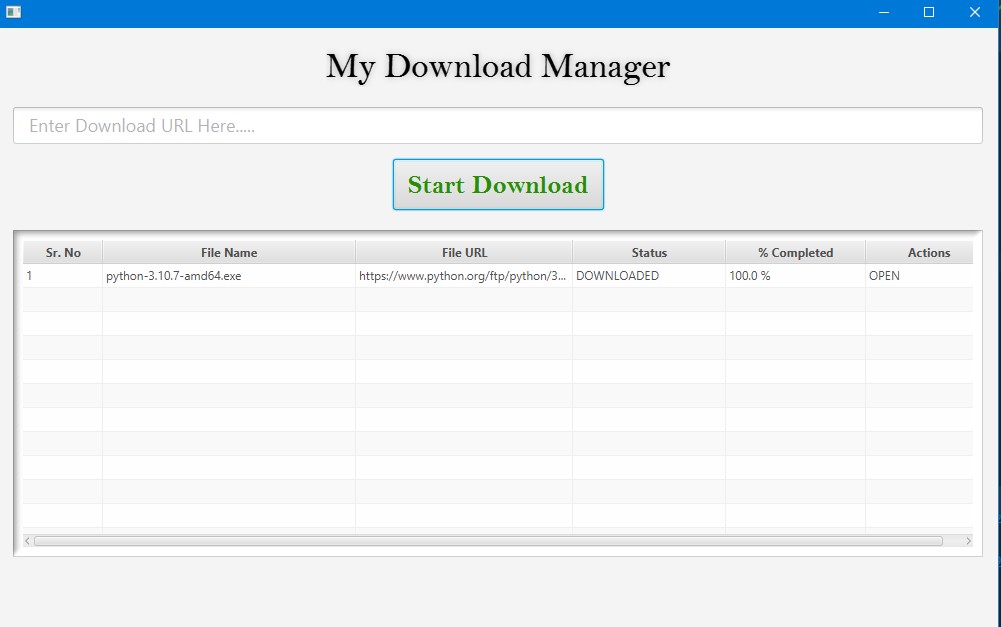 My Download Manager
Enter Download URL Here.....
Start Download
Sr. No File Name File URL Status % Completed Actions
1 python-3.10.7-amd64.exe https://www.python.org/ftp/python/3... DOWNLOADED 100.0 % OPEN